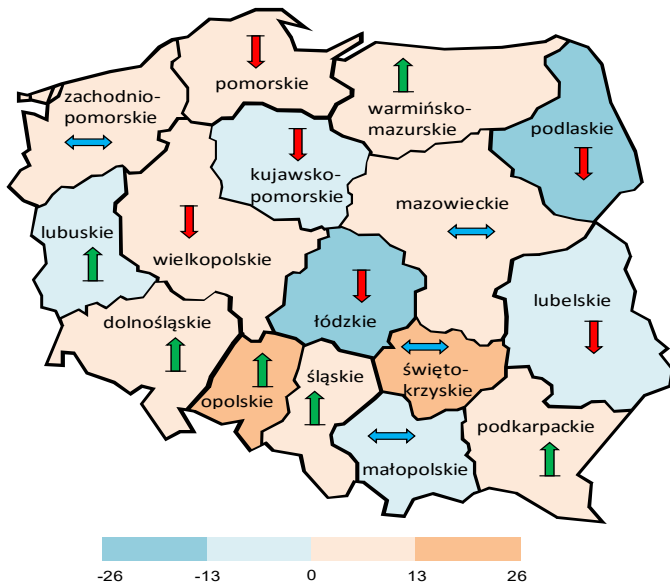 pomorskie
zachodnio-
pomorskie
warmińsko-
mazurskie
podlaskie
kujawsko-
pomorskie
mazowieckie
lubuskie
wielkopolskie
lubelskie
dolnośląskie
łódzkie
śląskie
święto-
krzyskie
opolskie
podkarpackie
małopolskie
-26 -13 0 13 26